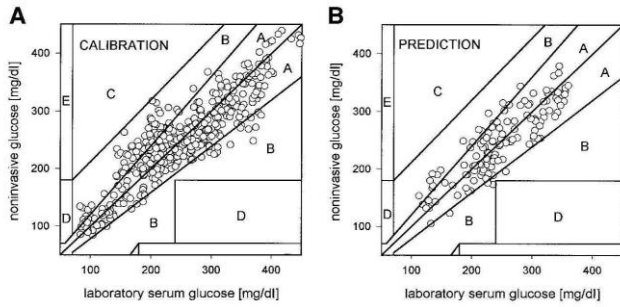 A
CALIBRATION
B
A
A
C
E
B
D
B
D
400
300
200
100
100
200
300
400
noninvasive glucose [mg/dl]
laboratory serum glucose [mg/dl]
B
PREDICTION
B
A
A
C
E
B
D
B
D
400
300
200
100
100
200
300
400
noninvasive glucose [mg/dl]
laboratory serum glucose [mg/dl]